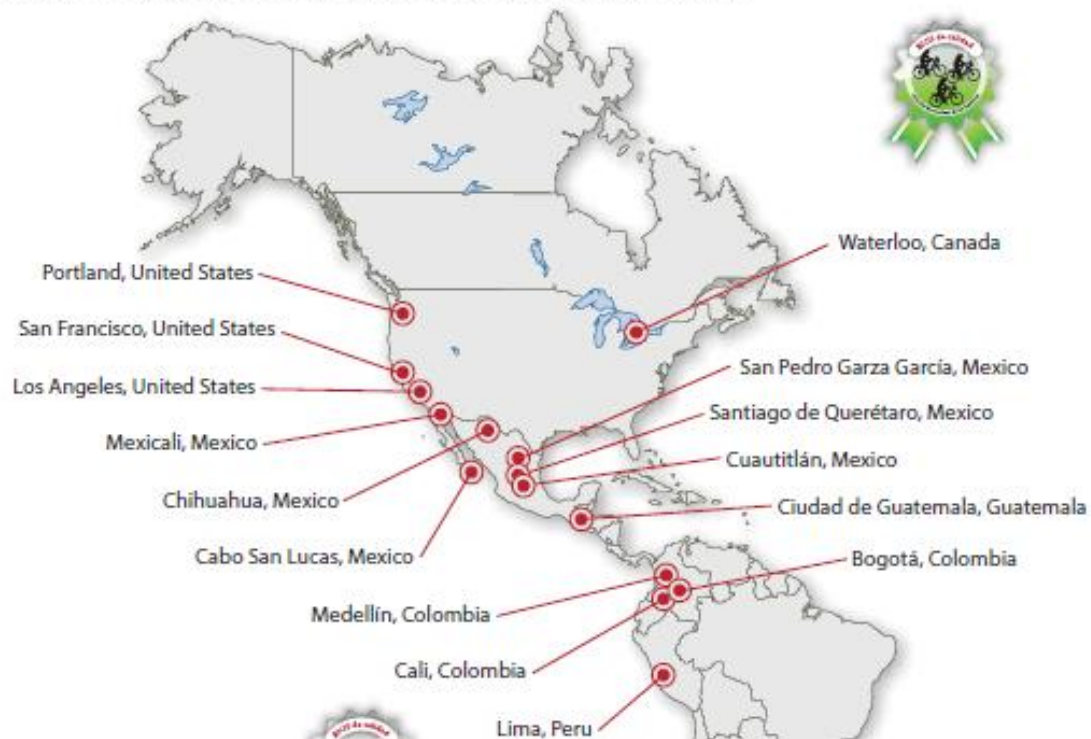 Waterloo, Canada
Portland, United States
San Francisco, United States
San Pedro Garza García, Mexico
Los Angeles, United States
Santiago de Querétaro, Mexico
Mexicali, Mexico
Cuautitlán, Mexico
Chihuahua, Mexico
Ciudad de Guatemala, Guatemala
Cabo San Lucas, Mexico
Bogotá, Colombia
Medellín, Colombia
Cali, Colombia
Lima, Peru